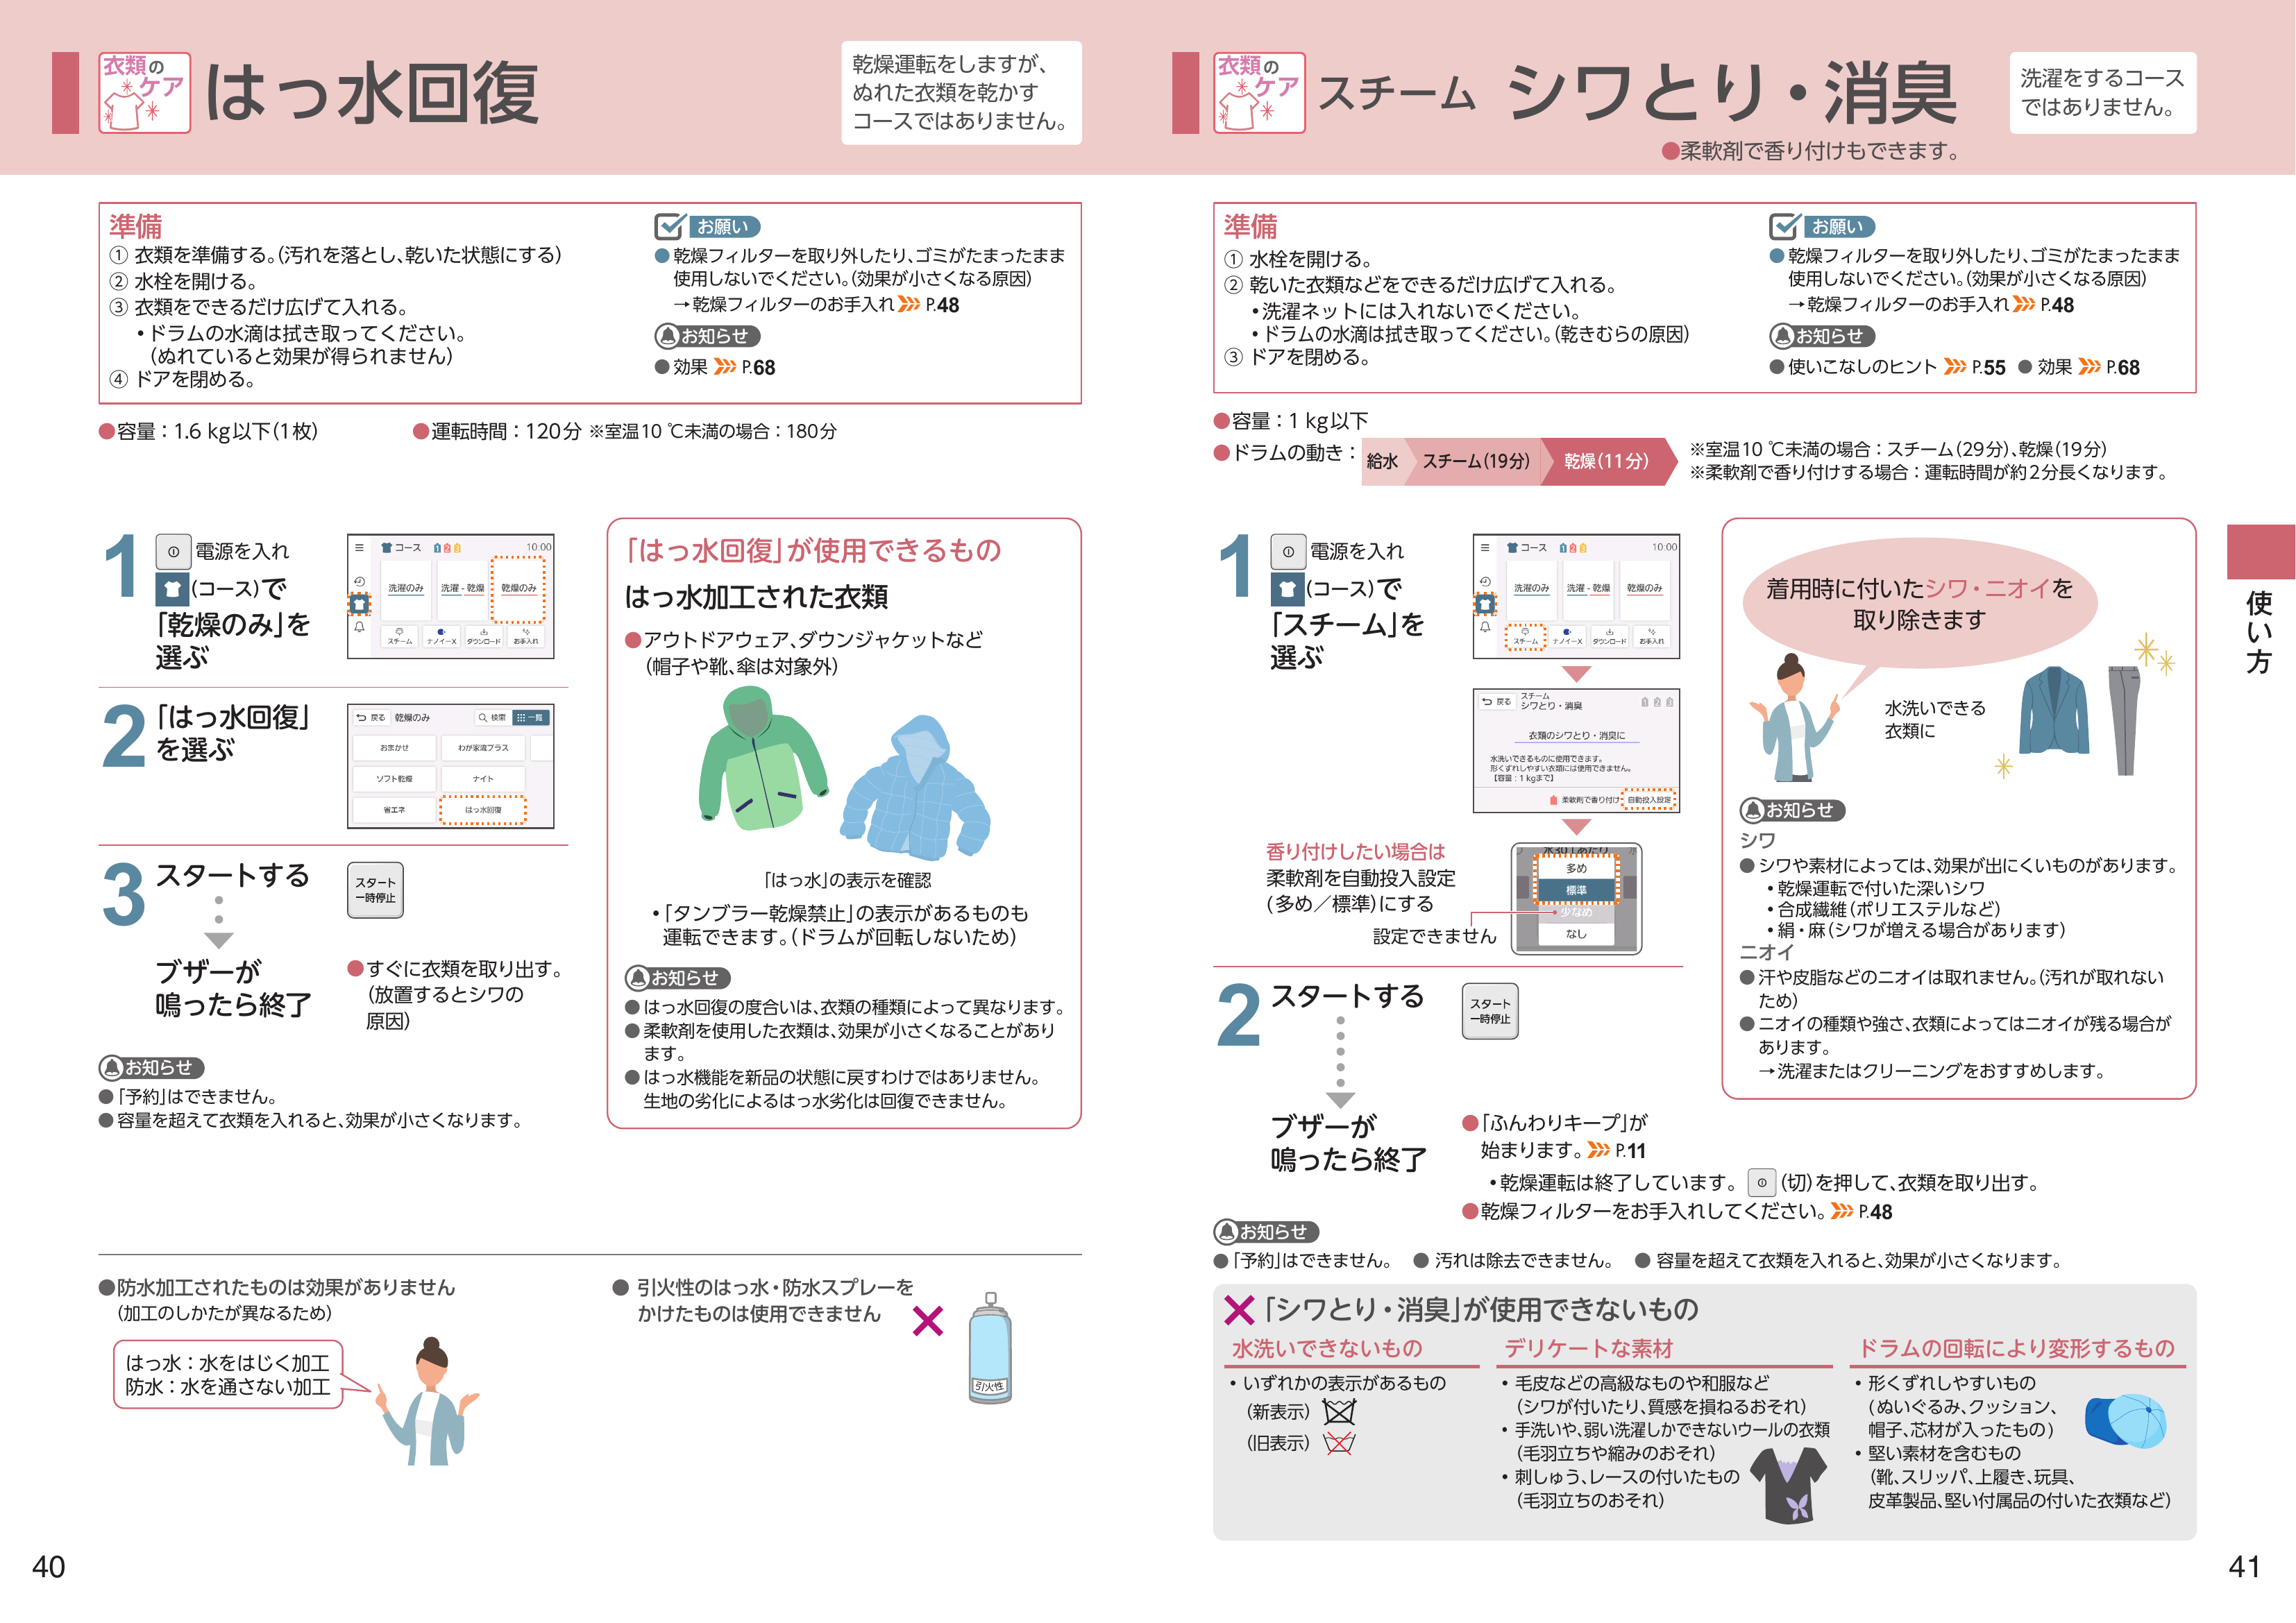 衣類の
ケア
はっ水回復
乾燥運転をしますが、
ぬれた衣類を乾かす
コースではありません。
準備
① 衣類を準備する。(汚れを落とし、乾いた状態にする)
② 水栓を開ける。
③ 衣類をできるだけ広げて入れる。
・ドラムの水滴は拭き取ってください。
(ぬれていると効果が得られません)
④ ドアを閉める。
お願い
●乾燥フィルターを取り外したり、ゴミがたまったまま
使用しないでください。(効果が小さくなる原因)
→乾燥フィルターのお手入れ P.48
お知らせ
●効果 P.68
●容量：1.6 kg以下(1枚)
●運転時間：120分 ※室温10 ℃未満の場合：180分
1
電源を入れ
(コース)で
「乾燥のみ」を
選ぶ
コース 1 2 3 10:00
洗濯のみ 洗濯 - 乾燥 乾燥のみ
スチーム ナノイーX ダウンロード お手入れ
2
「はっ水回復」
を選ぶ
戻る 乾燥のみ 検索 一覧
おまかせ わが家流プラス
ソフト乾燥 ナイト
省エネ はっ水回復
3
スタートする
スタート
一時停止
ブザーが
鳴ったら終了
●すぐに衣類を取り出す。
(放置するとシワの
原因)
お知らせ
●「予約」はできません。
●容量を超えて衣類を入れると、効果が小さくなります。
「はっ水回復」が使用できるもの
はっ水加工された衣類
●アウトドアウェア、ダウンジャケットなど
(帽子や靴、傘は対象外)
「はっ水」の表示を確認
・「タンブラー乾燥禁止」の表示があるものも
運転できます。(ドラムが回転しないため)
お知らせ
●はっ水回復の度合いは、衣類の種類によって異なります。
●柔軟剤を使用した衣類は、効果が小さくなることがあり
ます。
●はっ水機能を新品の状態に戻すわけではありません。
生地の劣化によるはっ水劣化は回復できません。
●防水加工されたものは効果がありません
(加工のしかたが異なるため)
はっ水：水をはじく加工
防水：水を通さない加工
● 引火性のはっ水・防水スプレーを
かけたものは使用できません
引火性
40
衣類の
ケア
スチーム シワとり・消臭
●柔軟剤で香り付けもできます。
洗濯をするコース
ではありません。
準備
① 水栓を開ける。
② 乾いた衣類などをできるだけ広げて入れる。
・洗濯ネットには入れないでください。
・ドラムの水滴は拭き取ってください。(乾きむらの原因)
③ ドアを閉める。
お願い
●乾燥フィルターを取り外したり、ゴミがたまったまま
使用しないでください。(効果が小さくなる原因)
→乾燥フィルターのお手入れ P.48
お知らせ
●使いこなしのヒント P.55 ●効果 P.68
●容量：1 kg以下
●ドラムの動き： 給水 スチーム(19分) 乾燥(11分)
※室温10 ℃未満の場合：スチーム(29分)、乾燥(19分)
※柔軟剤で香り付けする場合：運転時間が約2分長くなります。
1
電源を入れ
(コース)で
「スチーム」を
選ぶ
コース 1 2 3 10:00
洗濯のみ 洗濯 - 乾燥 乾燥のみ
スチーム ナノイーX ダウンロード お手入れ
戻る スチーム
シワとり・消臭
衣類のシワとり・消臭に
水洗いできるものに使用できます。
形くずれしやすい衣類には使用できません。
【容量：1 kgまで】
柔軟剤で香り付け 自動投入設定
香り付けしたい場合は
柔軟剤を自動投入設定
(多め／標準)にする
設定できません
水30 Lあたり
多め
標準
少なめ
なし
2
スタートする
スタート
一時停止
ブザーが
鳴ったら終了
●「ふんわりキープ」が
始まります。 P.11
・乾燥運転は終了しています。 (切)を押して、衣類を取り出す。
●乾燥フィルターをお手入れしてください。 P.48
お知らせ
●「予約」はできません。 ●汚れは除去できません。 ●容量を超えて衣類を入れると、効果が小さくなります。
着用時に付いたシワ・ニオイを
取り除きます
水洗いできる
衣類に
お知らせ
シワ
●シワや素材によっては、効果が出にくいものがあります。
・乾燥運転で付いた深いシワ
・合成繊維(ポリエステルなど)
・絹・麻(シワが増える場合があります)
ニオイ
●汗や皮脂などのニオイは取れません。(汚れが取れない
ため)
●ニオイの種類や強さ、衣類によってはニオイが残る場合が
あります。
→洗濯またはクリーニングをおすすめします。
「シワとり・消臭」が使用できないもの
水洗いできないもの
・いずれかの表示があるもの
(新表示)
(旧表示)
デリケートな素材
・毛皮などの高級なものや和服など
(シワが付いたり、質感を損ねるおそれ)
・手洗いや、弱い洗濯しかできないウールの衣類
(毛羽立ちや縮みのおそれ)
・刺しゅう、レースの付いたもの
(毛羽立ちのおそれ)
ドラムの回転により変形するもの
・形くずれしやすいもの
(ぬいぐるみ、クッション、
帽子、芯材が入ったもの)
・堅い素材を含むもの
(靴、スリッパ、上履き、玩具、
皮革製品、堅い付属品の付いた衣類など)
使い方
41